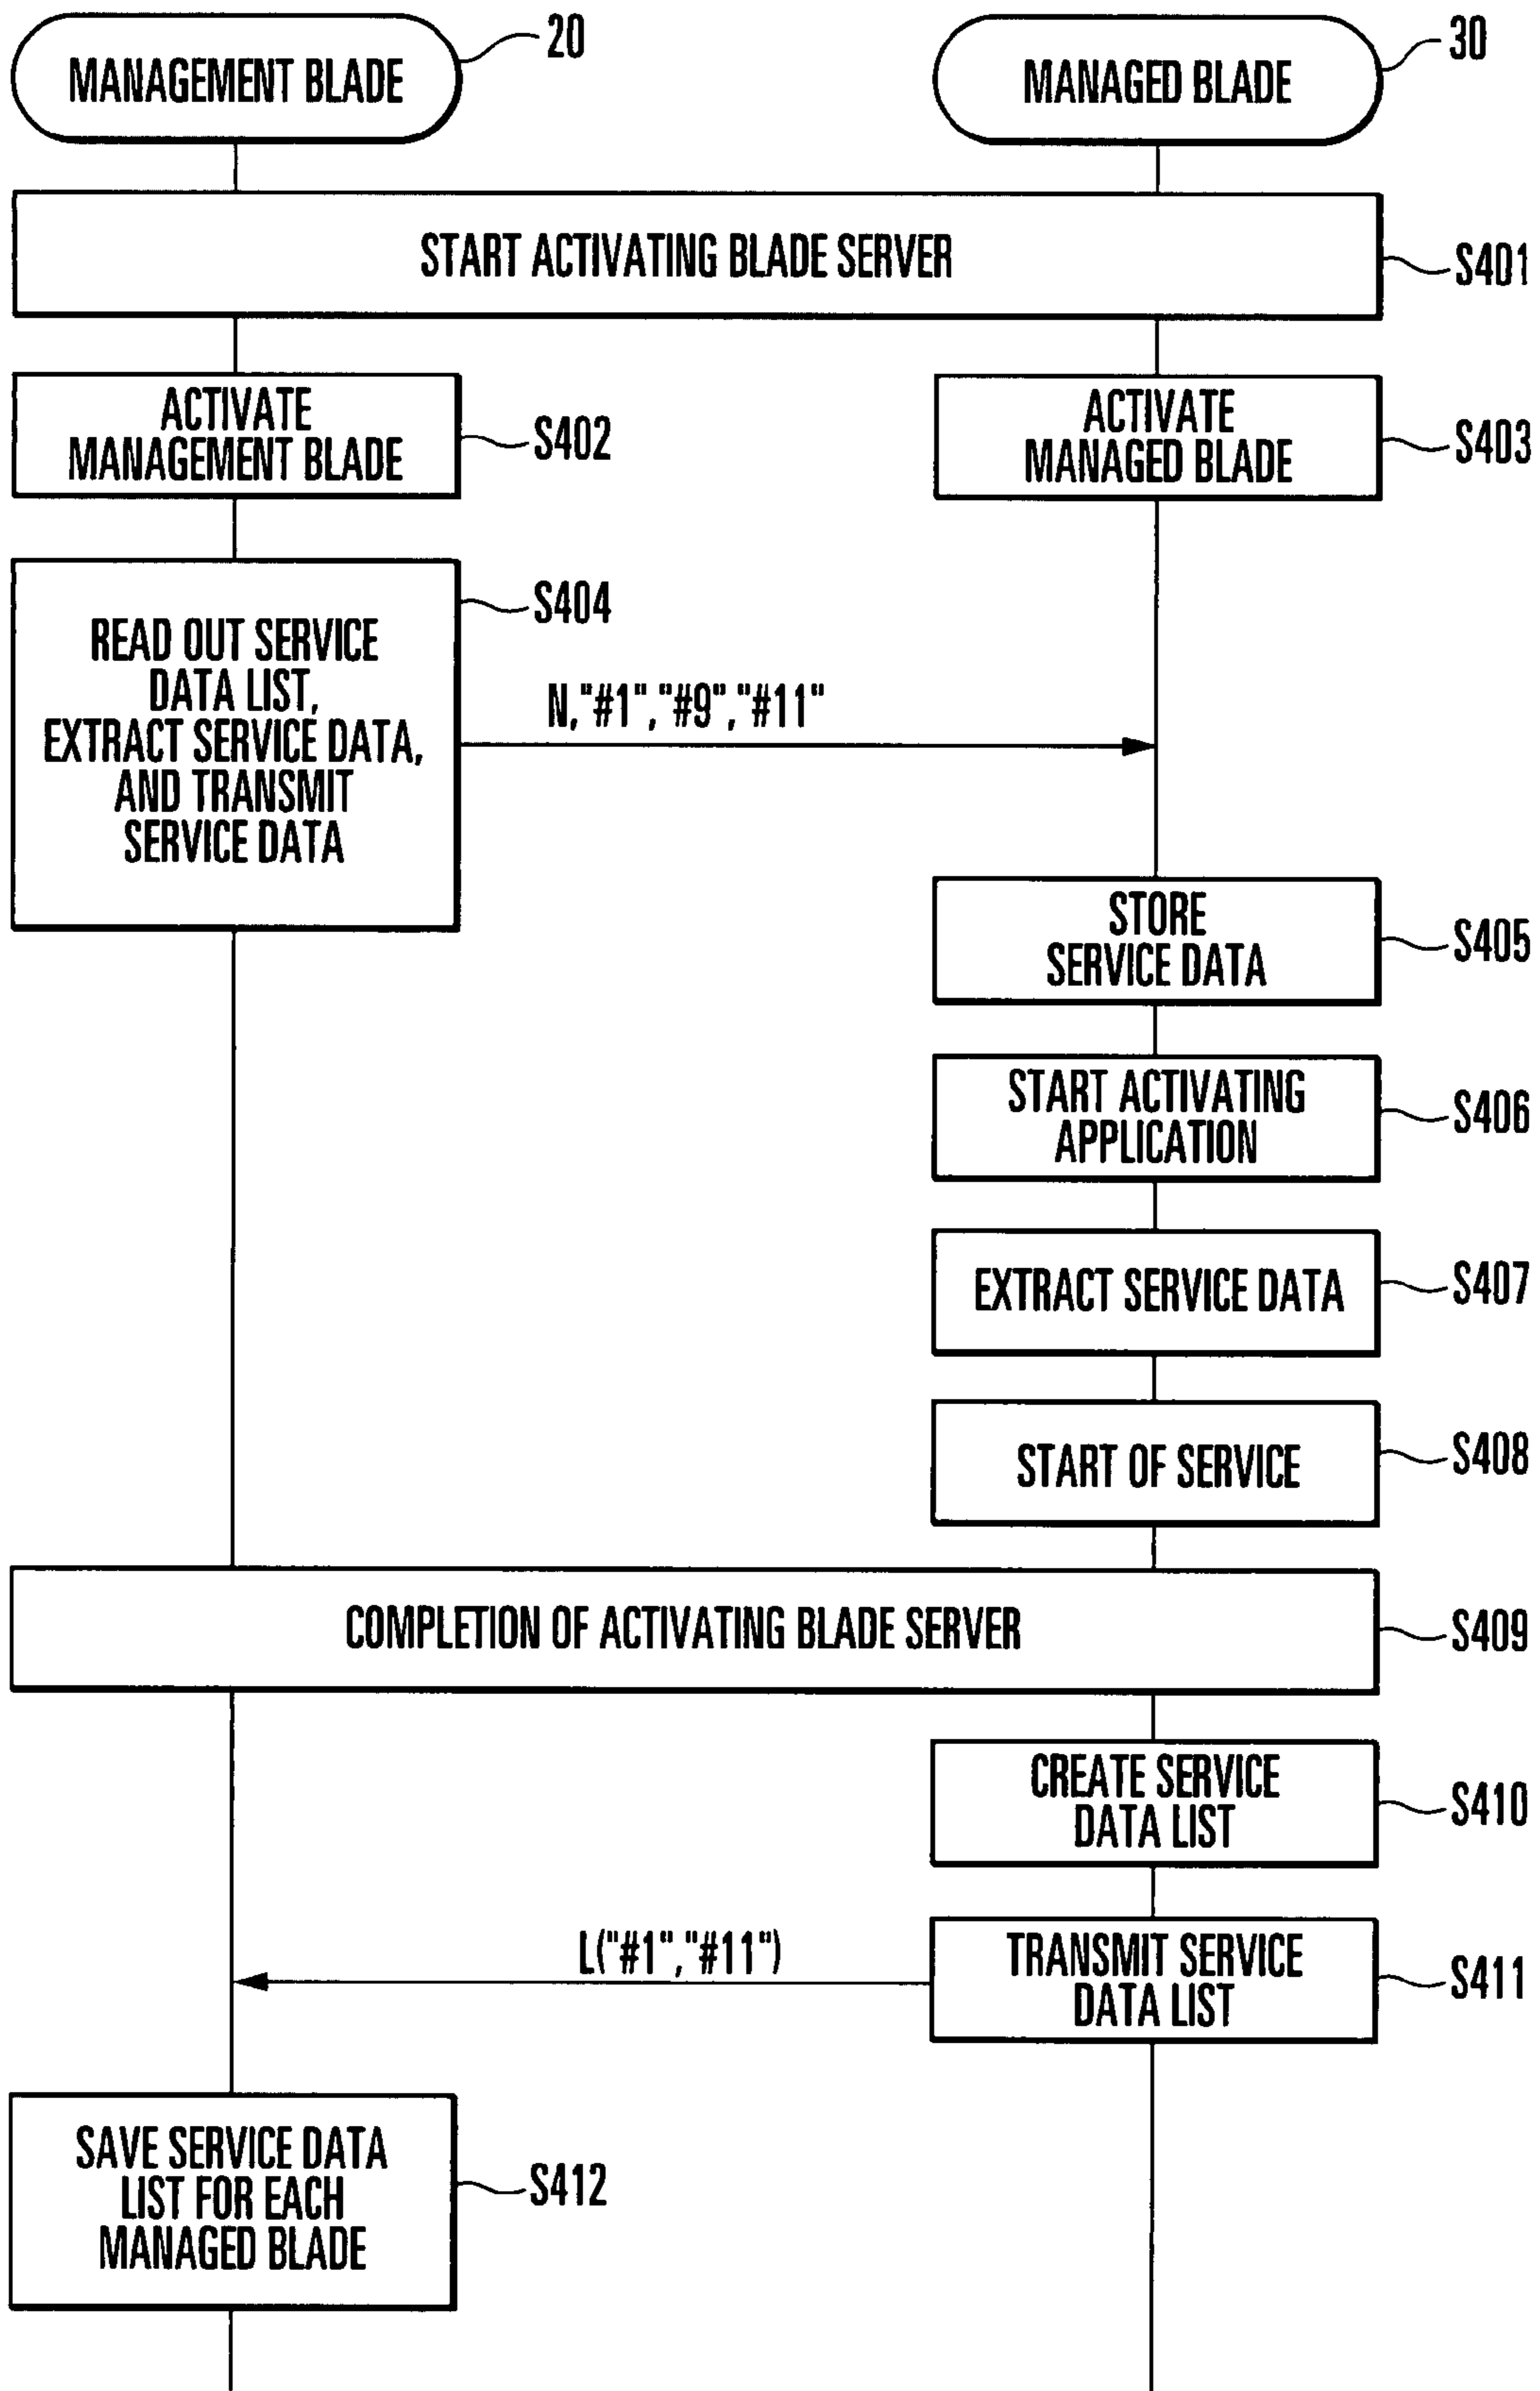 MANAGEMENT BLADE
20
MANAGED BLADE
30
START ACTIVATING BLADE SERVER
S401
ACTIVATE
MANAGEMENT BLADE
S402
ACTIVATE
MANAGED BLADE
S403
READ OUT SERVICE
DATA LIST,
EXTRACT SERVICE DATA,
AND TRANSMIT
SERVICE DATA
S404
N,"#1","#9","#11"
STORE
SERVICE DATA
S405
START ACTIVATING
APPLICATION
S406
EXTRACT SERVICE DATA
S407
START OF SERVICE
S408
COMPLETION OF ACTIVATING BLADE SERVER
S409
CREATE SERVICE
DATA LIST
S410
L("#1","#11")
TRANSMIT SERVICE
DATA LIST
S411
SAVE SERVICE DATA
LIST FOR EACH
MANAGED BLADE
S412